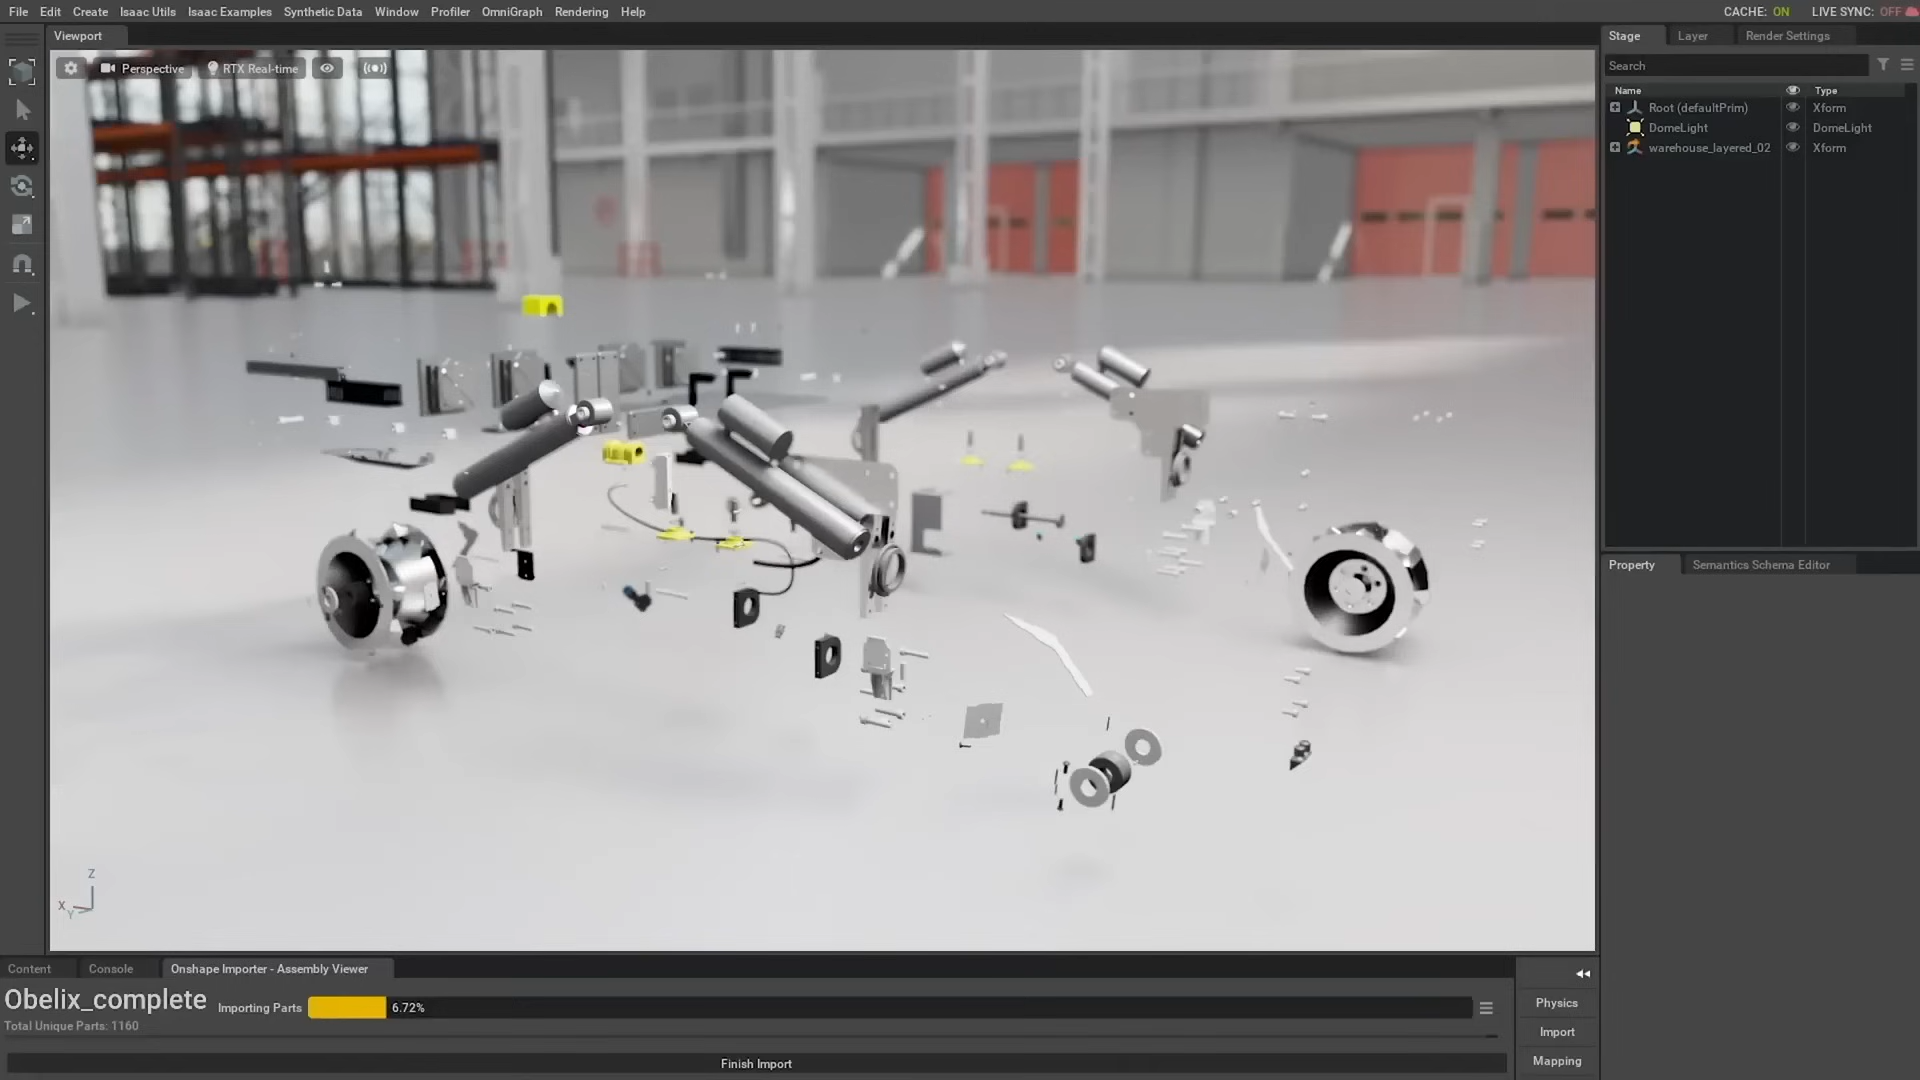 File Edit Create Isaac Utils Isaac Examples Synthetic Data Window Profiler OmniGraph Rendering Help CACHE: ON LIVE SYNC: OFF
Viewport Stage Layer Render Settings
Perspective RTX Real-time Search
Name Type
Root (defaultPrim) Xform
DomeLight DomeLight
warehouse_layered_02 Xform
Property Semantics Schema Editor
Z
X
Y
Content Console Onshape Importer - Assembly Viewer
Obelix_complete Importing Parts 6.72%
Total Unique Parts: 1160
Finish Import
Physics
Import
Mapping